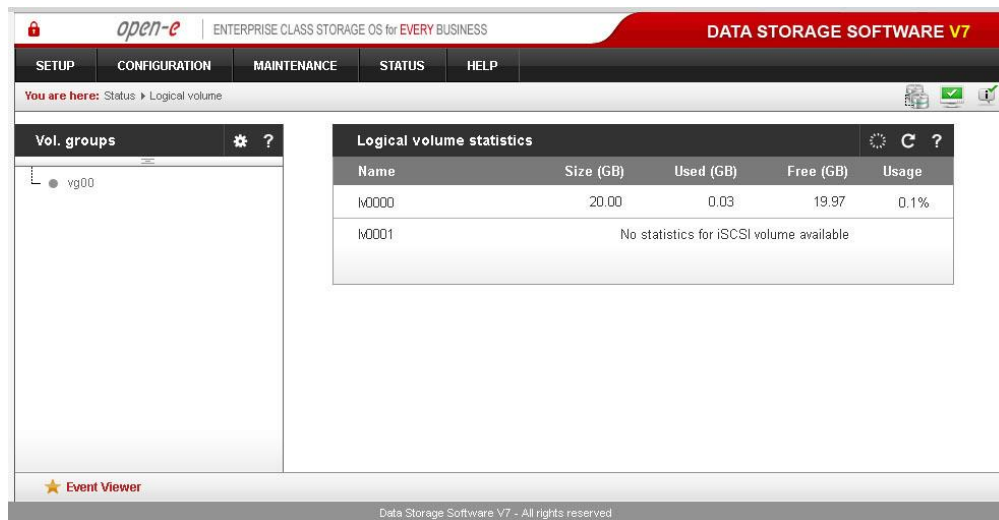 open-e ENTERPRISE CLASS STORAGE OS for EVERY BUSINESS DATA STORAGE SOFTWARE V7
SETUP CONFIGURATION MAINTENANCE STATUS HELP
You are here: Status Logical volume
Vol. groups ?
vg00
Logical volume statistics ?
Name Size (GB) Used (GB) Free (GB) Usage
lv0000 20.00 0.03 19.97 0.1%
lv0001 No statistics for iSCSI volume available
Event Viewer
Data Storage Software V7 - All rights reserved